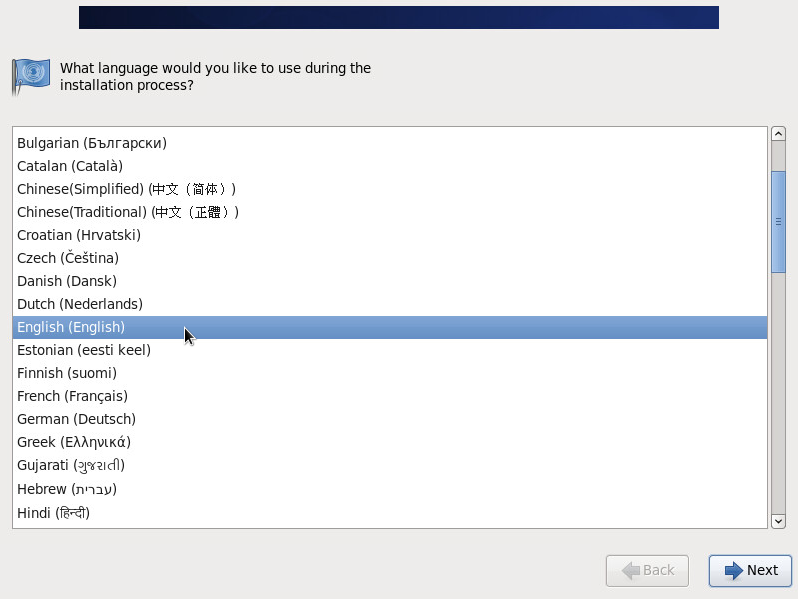 What language would you like to use during the
installation process?
Bulgarian (Български)
Catalan (Català)
Chinese(Simplified) (中文（简体）)
Chinese(Traditional) (中文（正體）)
Croatian (Hrvatski)
Czech (Čeština)
Danish (Dansk)
Dutch (Nederlands)
English (English)
Estonian (eesti keel)
Finnish (suomi)
French (Français)
German (Deutsch)
Greek (Ελληνικά)
Gujarati (ગુજરાતી)
Hebrew (עברית)
Hindi (हिन्दी)
Back
Next